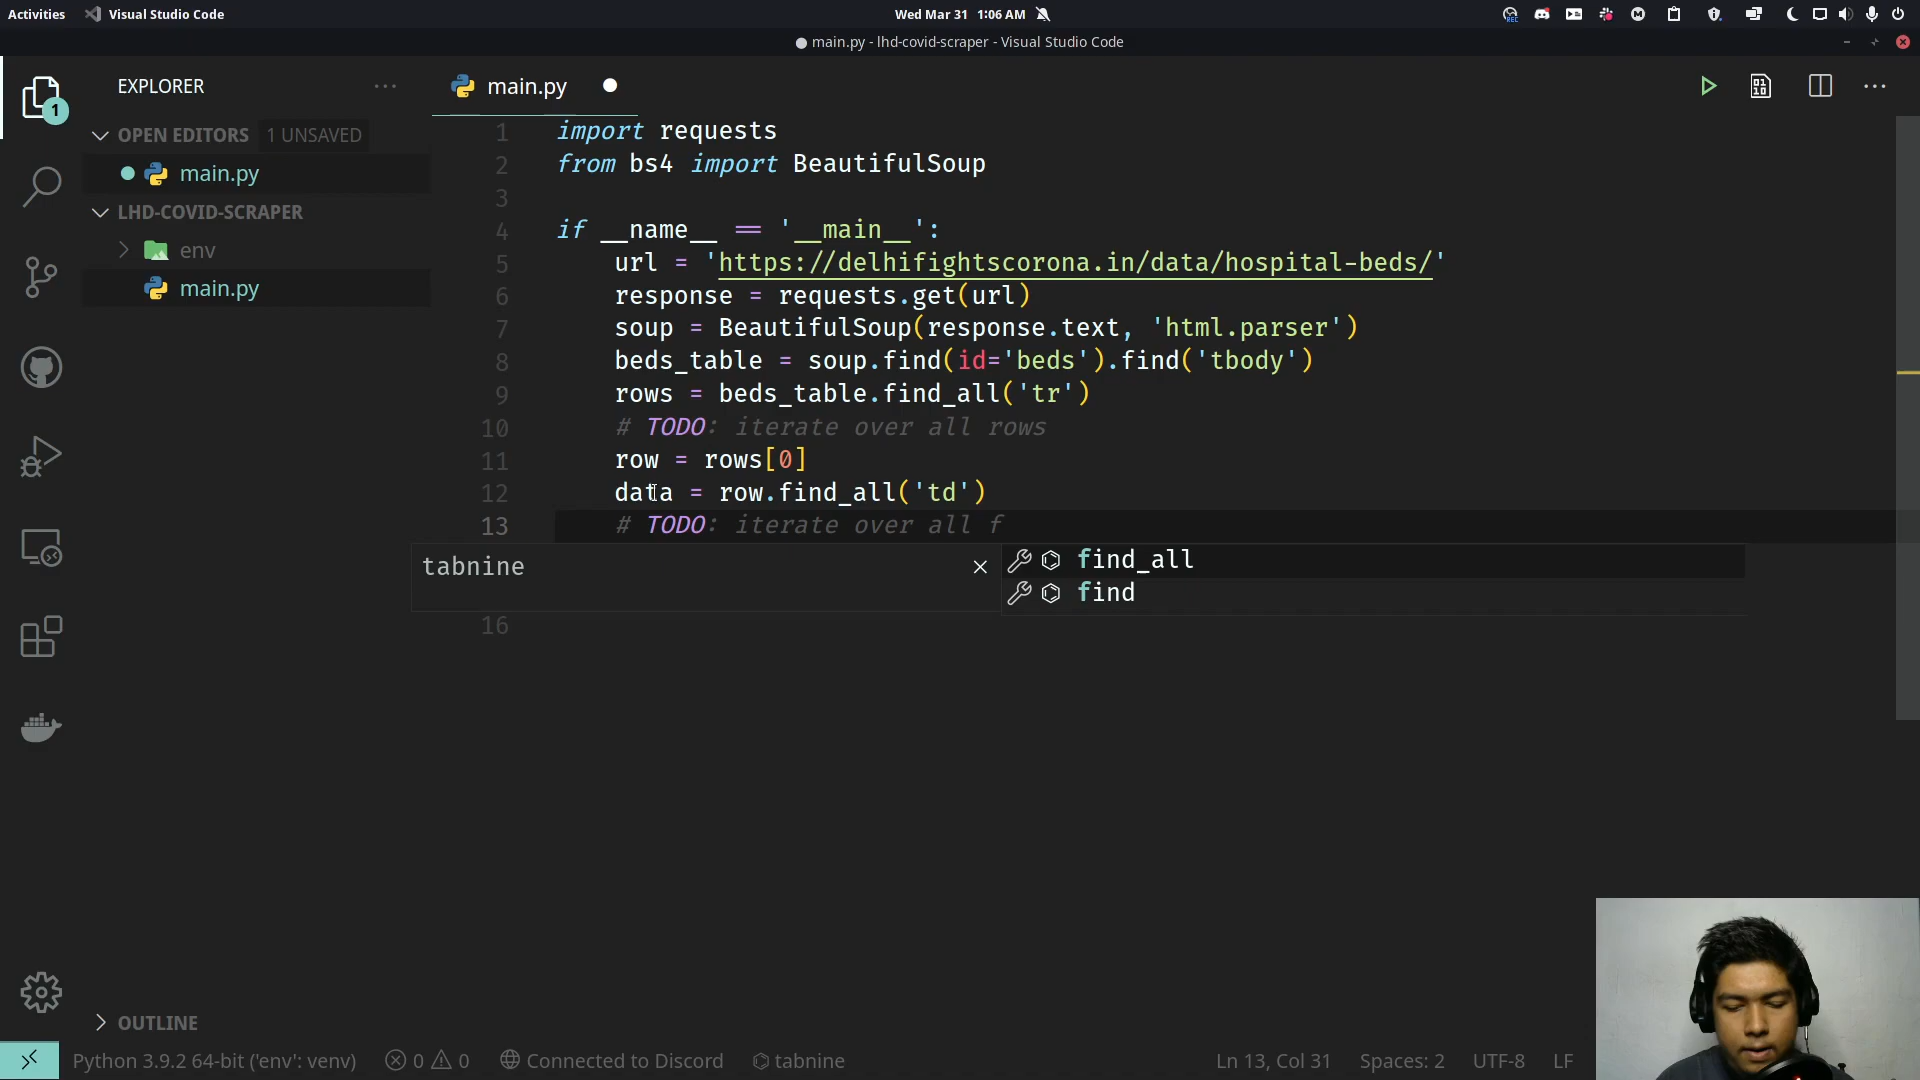 Activities
Visual Studio Code
Wed Mar 31 1:06 AM
main.py - lhd-covid-scraper - Visual Studio Code
EXPLORER
1
OPEN EDITORS 1 UNSAVED
main.py
LHD-COVID-SCRAPER
env
main.py
main.py
1 import requests
2 from bs4 import BeautifulSoup
3
4 if __name__ == '__main__':
5 url = 'https://delhifightscorona.in/data/hospital-beds/'
6 response = requests.get(url)
7 soup = BeautifulSoup(response.text, 'html.parser')
8 beds_table = soup.find(id='beds').find('tbody')
9 rows = beds_table.find_all('tr')
10 # TODO: iterate over all rows
11 row = rows[0]
12 data = row.find_all('td')
13 # TODO: iterate over all f
tabnine
find_all
find
16
OUTLINE
Python 3.9.2 64-bit ('env': venv) 0 0 Connected to Discord tabnine
Ln 13, Col 31 Spaces: 2 UTF-8 LF